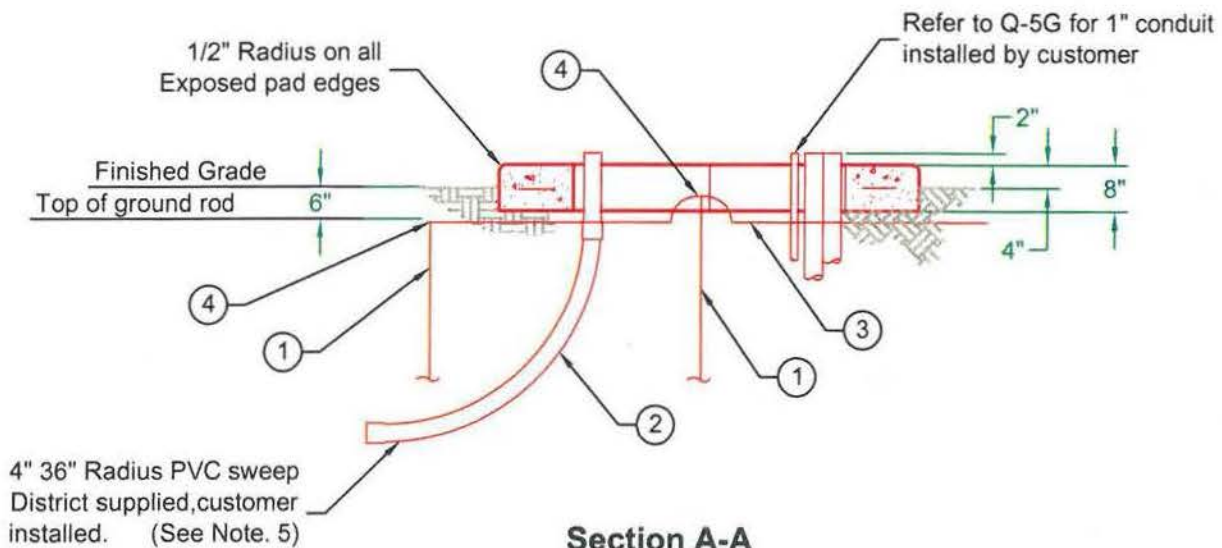 1/2" Radius on all
Exposed pad edges
4
Refer to Q-5G for 1" conduit
installed by customer
2"
Finished Grade
Top of ground rod
6"
4
8"
4"
4
1
3
1
2
4" 36" Radius PVC sweep
District supplied,customer
installed. (See Note. 5)
Section A-A